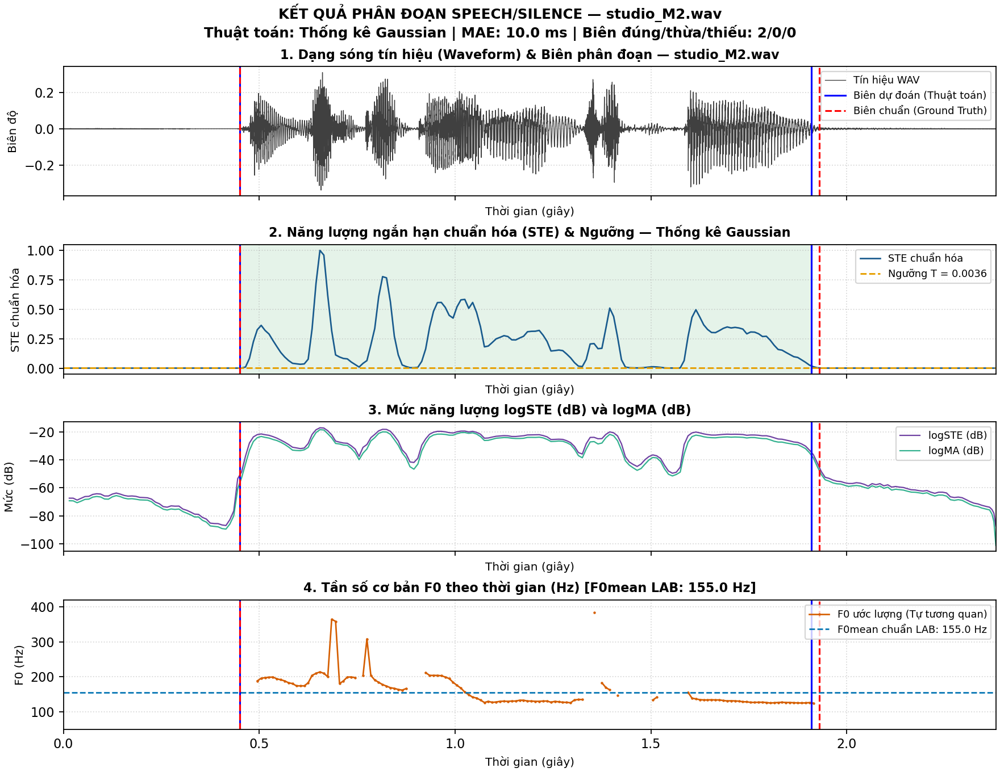 KẾT QUẢ PHÂN ĐOẠN SPEECH/SILENCE — studio_M2.wav
Thuật toán: Thống kê Gaussian | MAE: 10.0 ms | Biên đúng/thừa/thiếu: 2/0/0
1. Dạng sóng tín hiệu (Waveform) & Biên phân đoạn — studio_M2.wav
Biên độ
0.2
0.0
−0.2
Tín hiệu WAV
Biên dự đoán (Thuật toán)
Biên chuẩn (Ground Truth)
Thời gian (giây)
2. Năng lượng ngắn hạn chuẩn hóa (STE) & Ngưỡng — Thống kê Gaussian
STE chuẩn hóa
1.00
0.75
0.50
0.25
0.00
STE chuẩn hóa
Ngưỡng T = 0.0036
Thời gian (giây)
3. Mức năng lượng logSTE (dB) và logMA (dB)
Mức (dB)
−20
−40
−60
−80
−100
logSTE (dB)
logMA (dB)
Thời gian (giây)
4. Tần số cơ bản F0 theo thời gian (Hz) [F0mean LAB: 155.0 Hz]
F0 (Hz)
400
300
200
100
F0 ước lượng (Tự tương quan)
F0mean chuẩn LAB: 155.0 Hz
0.0 0.5 1.0 1.5 2.0
Thời gian (giây)